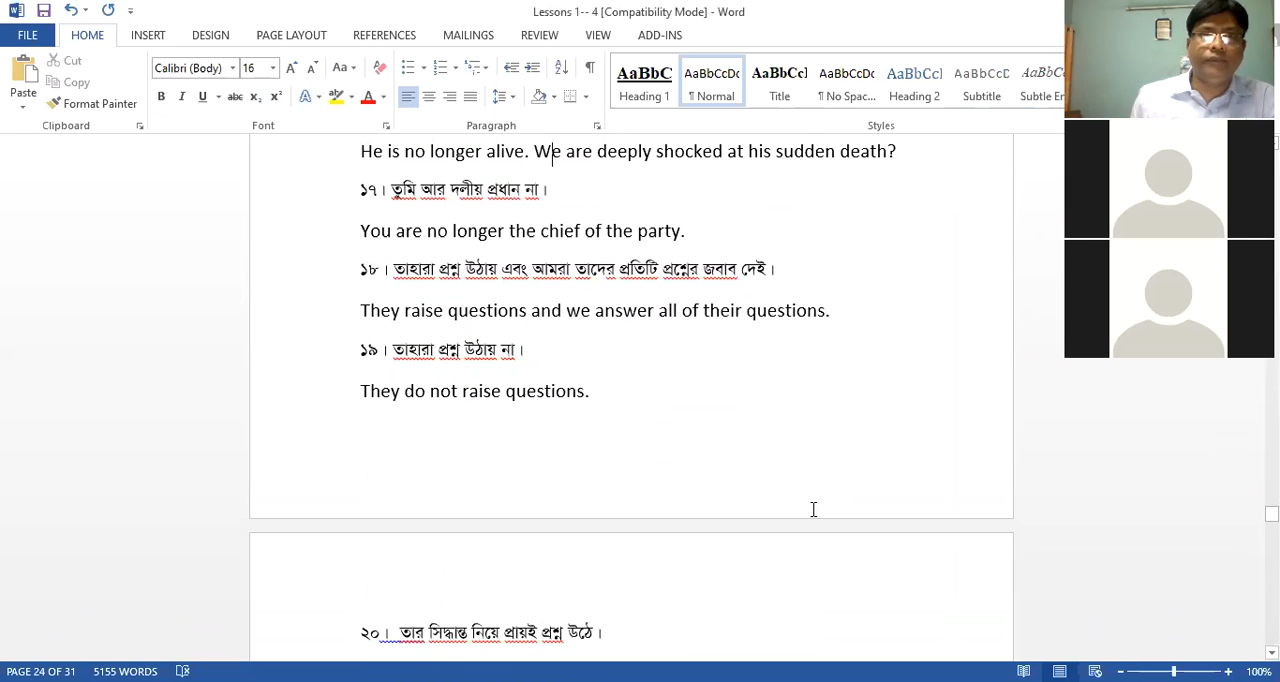 Lessons 1-- 4 [Compatibility Mode] - Word
FILE HOME INSERT DESIGN PAGE LAYOUT REFERENCES MAILINGS REVIEW VIEW ADD-INS
Paste
Cut
Copy
Format Painter
Clipboard
Calibri (Body) 16
Font
Paragraph
AaBbC AaBbCcDc AaBbCc] AaBbCcDc AaBbCc] AaBbCcD AaBbCc
Heading 1 ¶ Normal Title ¶ No Spac... Heading 2 Subtitle Subtle Em
Styles
He is no longer alive. We are deeply shocked at his sudden death?
১৭। তুমি আর দলীয় প্রধান না।
You are no longer the chief of the party.
১৮। তাহারা প্রশ্ন উঠায় এবং আমরা তাদের প্রতিটি প্রশ্নের জবাব দেই।
They raise questions and we answer all of their questions.
১৯। তাহারা প্রশ্ন উঠায় না।
They do not raise questions.
২০। তার সিদ্ধান্ত নিয়ে প্রায়ই প্রশ্ন উঠে।
PAGE 24 OF 31 5155 WORDS 100%